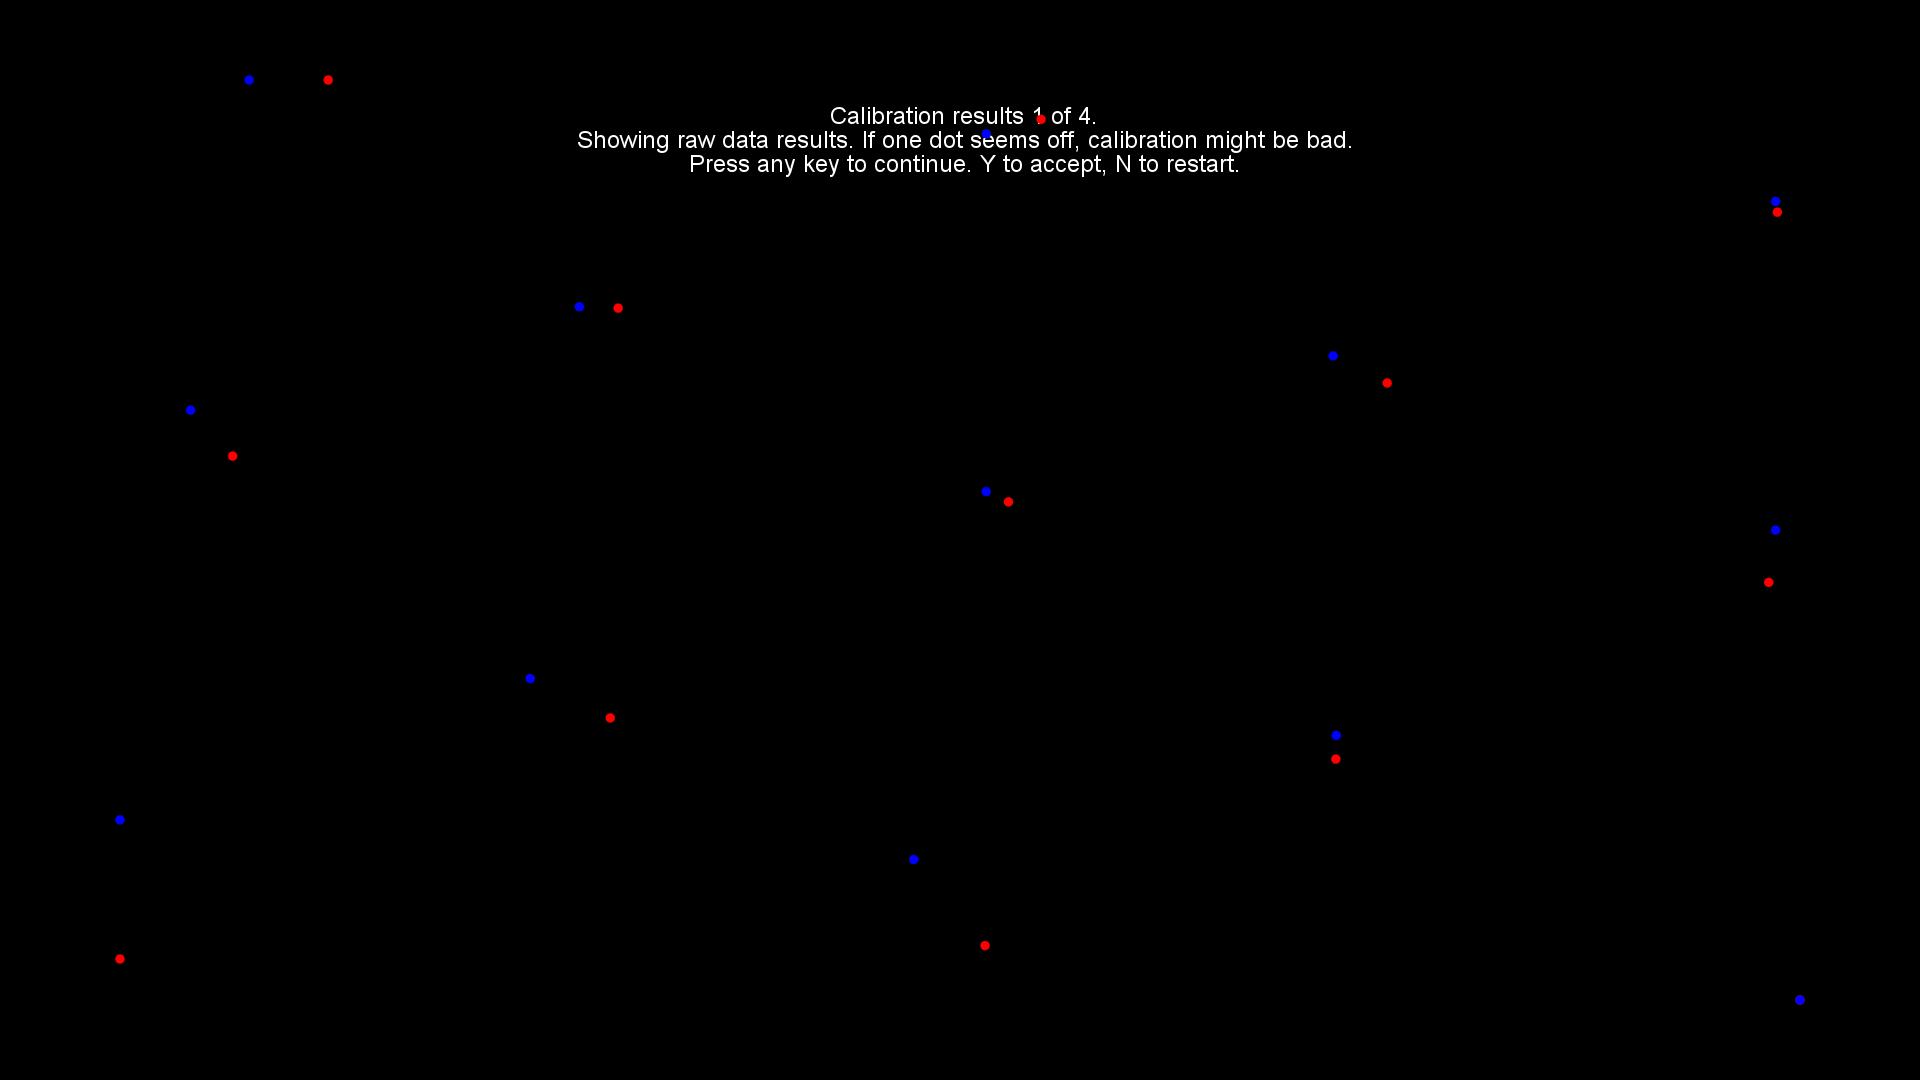 Calibration results 1 of 4.
Showing raw data results. If one dot seems off, calibration might be bad.
Press any key to continue. Y to accept, N to restart.